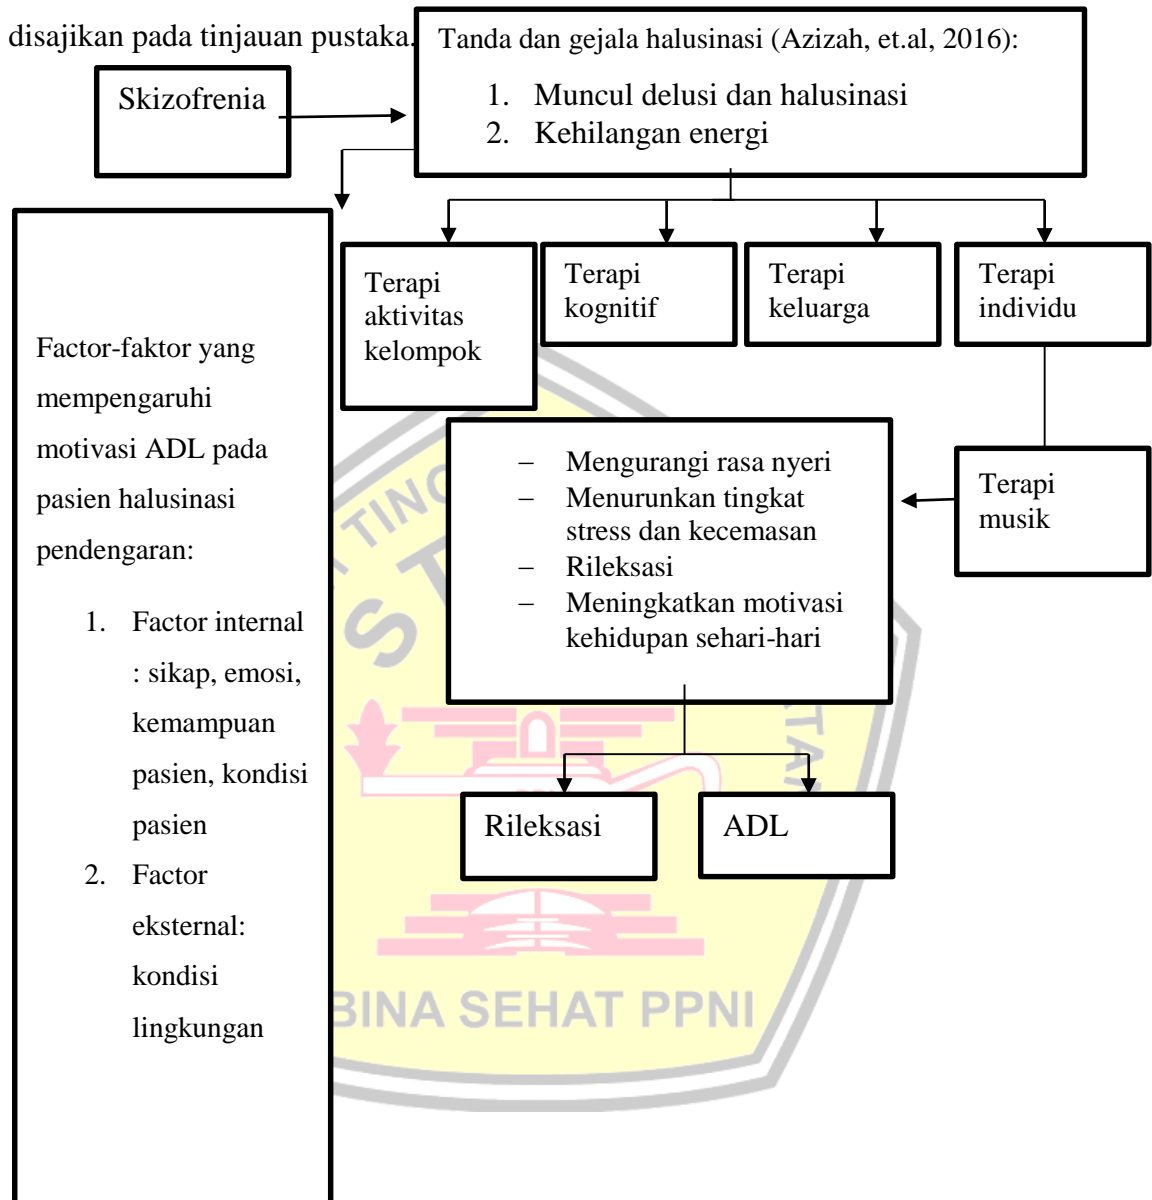 disajikan pada tinjauan pustaka.
Tanda dan gejala halusinasi (Azizah, et.al, 2016):
1. Muncul delusi dan halusinasi
2. Kehilangan energi
Skizofrenia
Factor-faktor yang
mempengaruhi
motivasi ADL pada
pasien halusinasi
pendengaran:
1. Factor internal
: sikap, emosi,
kemampuan
pasien, kondisi
pasien
2. Factor
eksternal:
kondisi
lingkungan
Terapi
aktivitas
kelompok
Terapi
kognitif
Terapi
keluarga
Terapi
individu
Terapi
musik
– Mengurangi rasa nyeri
– Menurunkan tingkat
stress dan kecemasan
– Rileksasi
– Meningkatkan motivasi
kehidupan sehari-hari
Rileksasi
ADL
BINA SEHAT PPNI